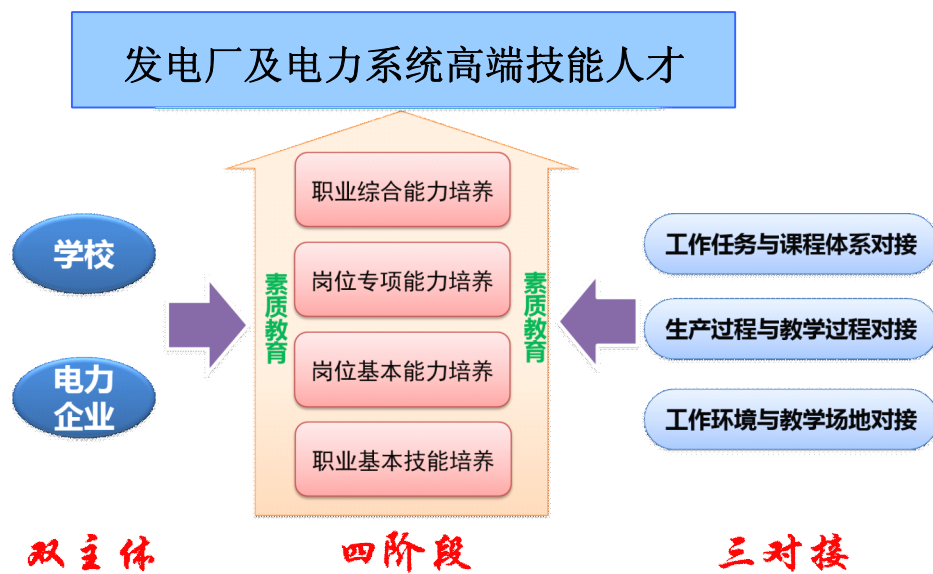 发电厂及电力系统高端技能人才
学校
电力
企业
素质教育
职业综合能力培养
岗位专项能力培养
岗位基本能力培养
职业基本技能培养
素质教育
工作任务与课程体系对接
生产过程与教学过程对接
工作环境与教学场地对接
双主体
四阶段
三对接